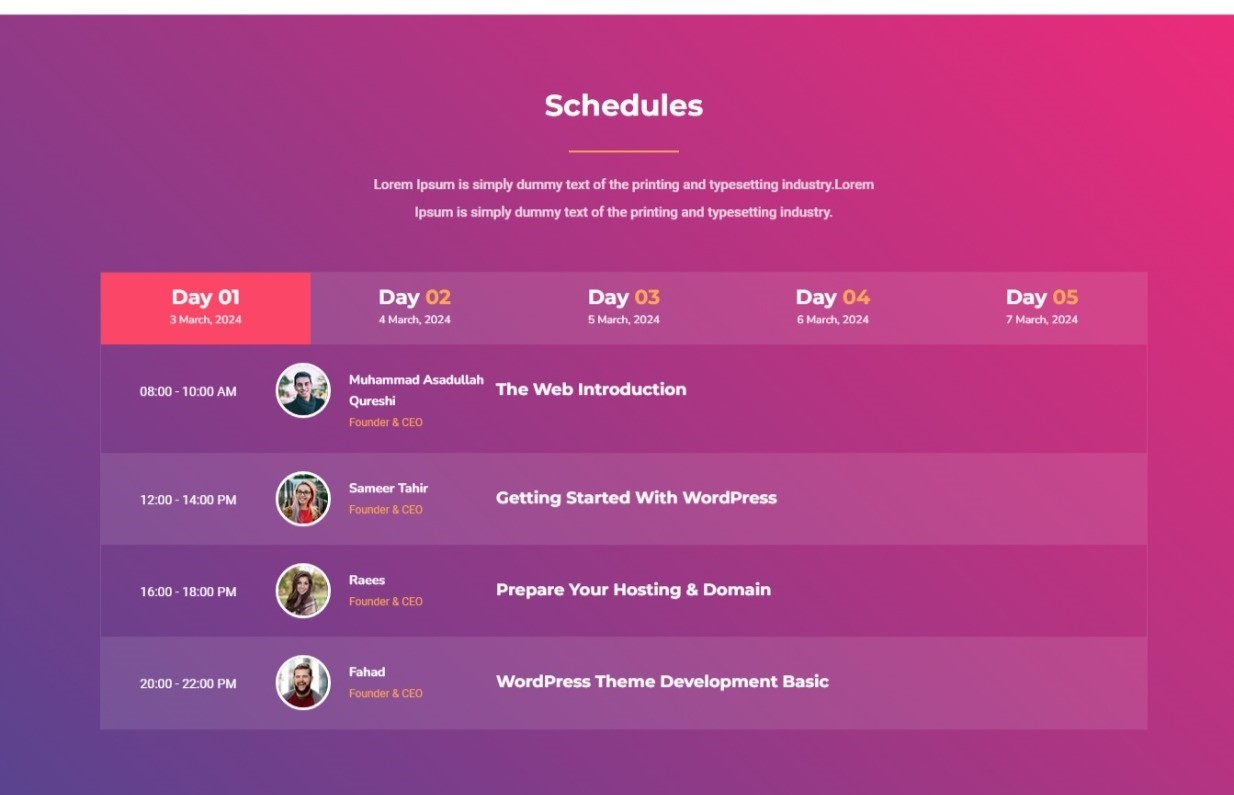 Schedules
Lorem Ipsum is simply dummy text of the printing and typesetting industry.Lorem
Ipsum is simply dummy text of the printing and typesetting industry.
Day 01
3 March, 2024
Day 02
4 March, 2024
Day 03
5 March, 2024
Day 04
6 March, 2024
Day 05
7 March, 2024
08:00 - 10:00 AM
Muhammad Asadullah
Qureshi
Founder & CEO
The Web Introduction
12:00 - 14:00 PM
Sameer Tahir
Founder & CEO
Getting Started With WordPress
16:00 - 18:00 PM
Raees
Founder & CEO
Prepare Your Hosting & Domain
20:00 - 22:00 PM
Fahad
Founder & CEO
WordPress Theme Development Basic